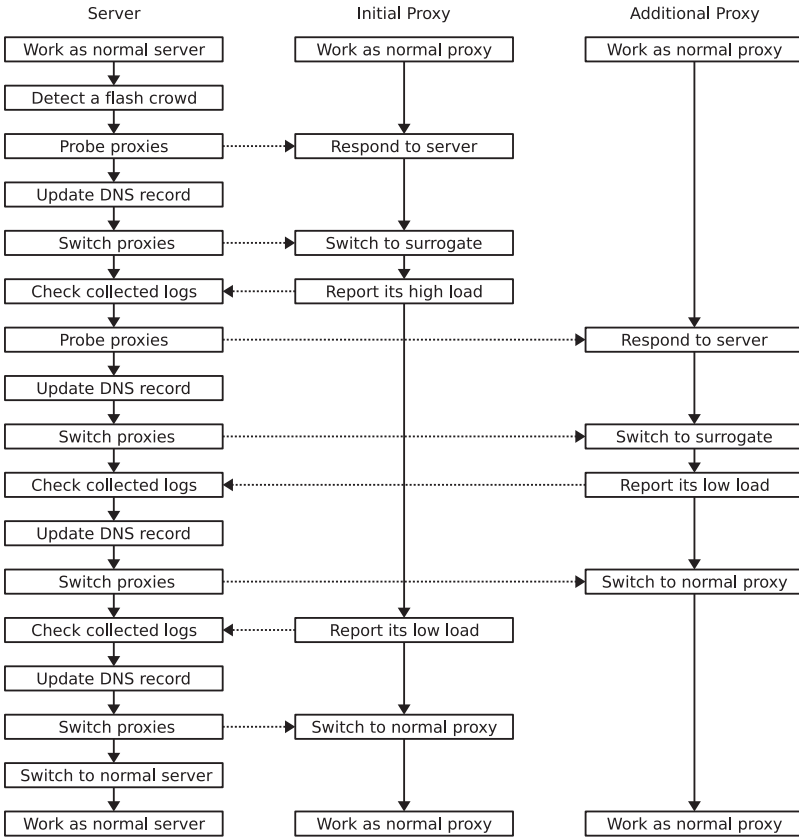 Server Initial Proxy Additional Proxy
Work as normal server Work as normal proxy Work as normal proxy
Detect a flash crowd
Probe proxies Respond to server
Update DNS record
Switch proxies Switch to surrogate
Check collected logs Report its high load
Probe proxies Respond to server
Update DNS record
Switch proxies Switch to surrogate
Check collected logs Report its low load
Update DNS record
Switch proxies Switch to normal proxy
Check collected logs Report its low load
Update DNS record
Switch proxies Switch to normal proxy
Switch to normal server
Work as normal server Work as normal proxy Work as normal proxy